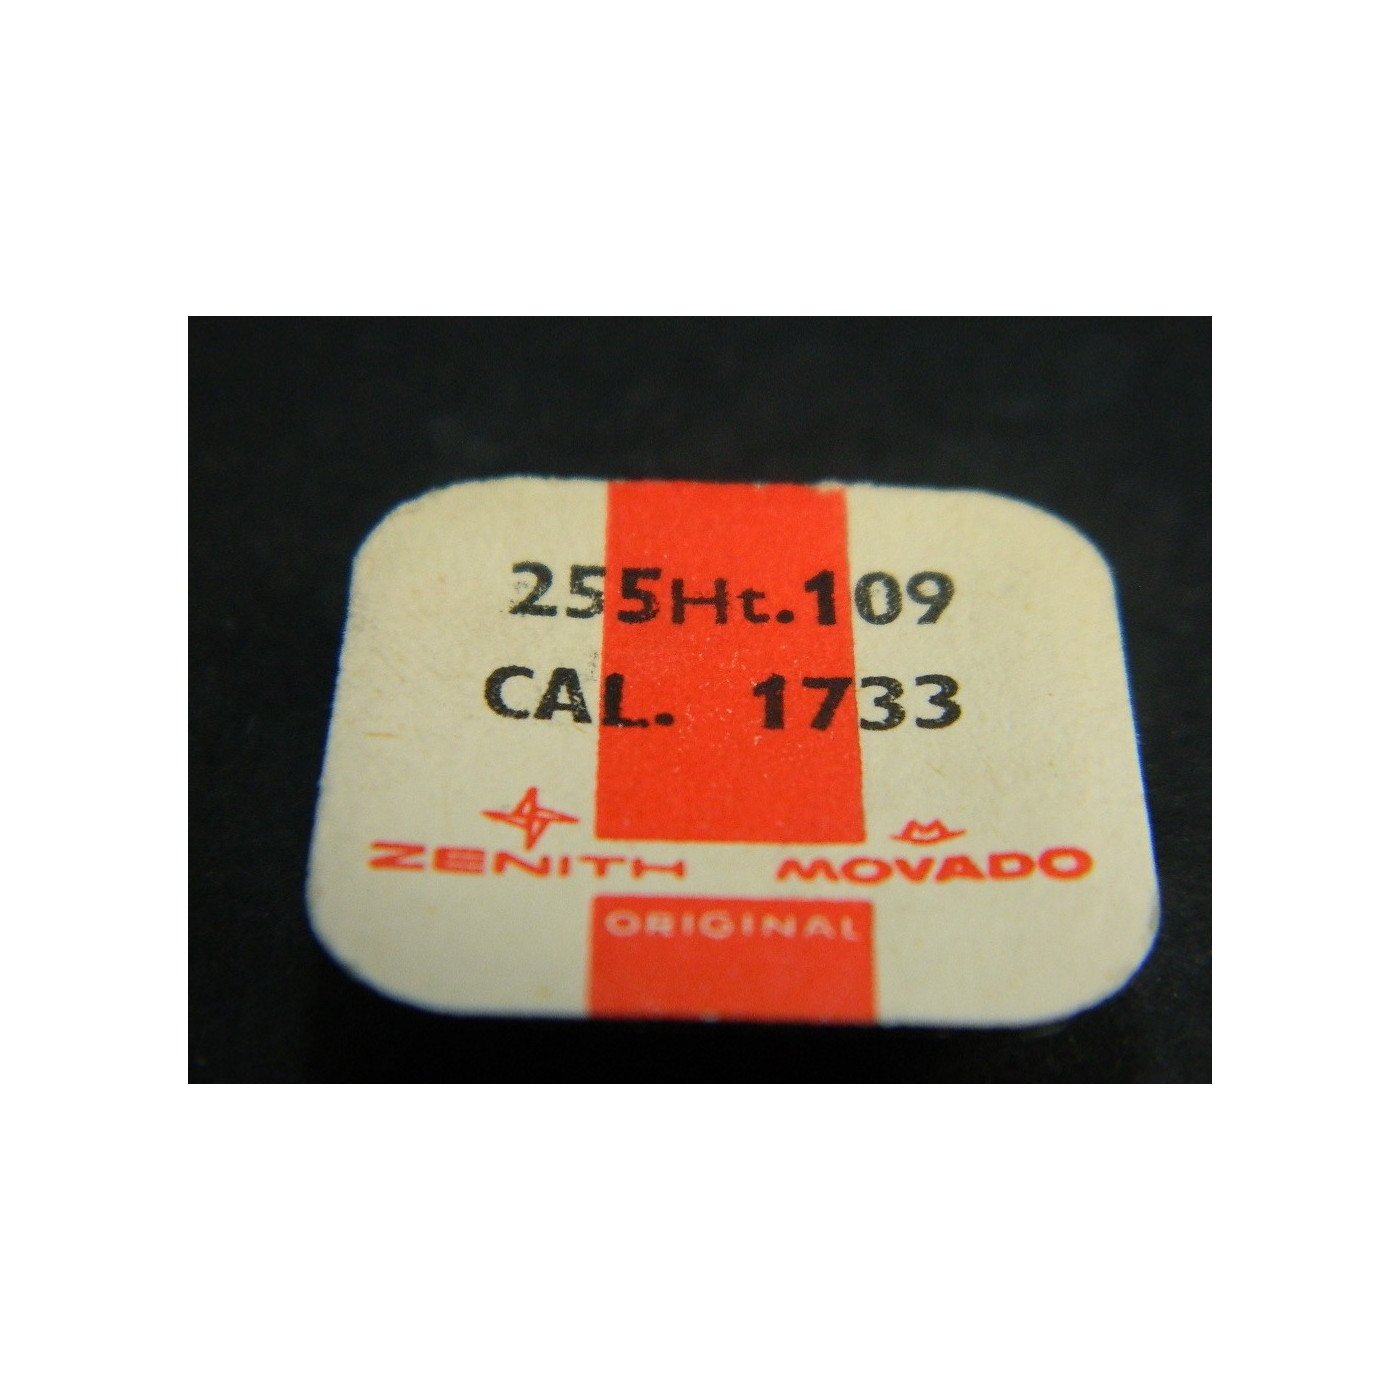 255Ht.109
CAL. 1733
ZENITH MOVADO
ORIGINAL